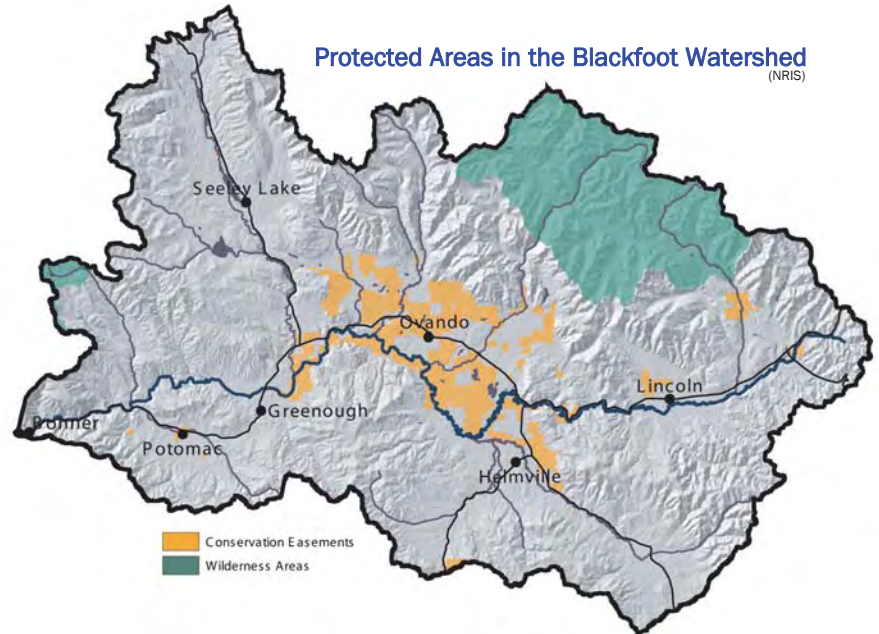 Protected Areas in the Blackfoot Watershed
(NRIS)
Seeley Lake
Ovando
Lincoln
Greenough
Bonner
Potomac
Helmville
Conservation Easements
Wilderness Areas